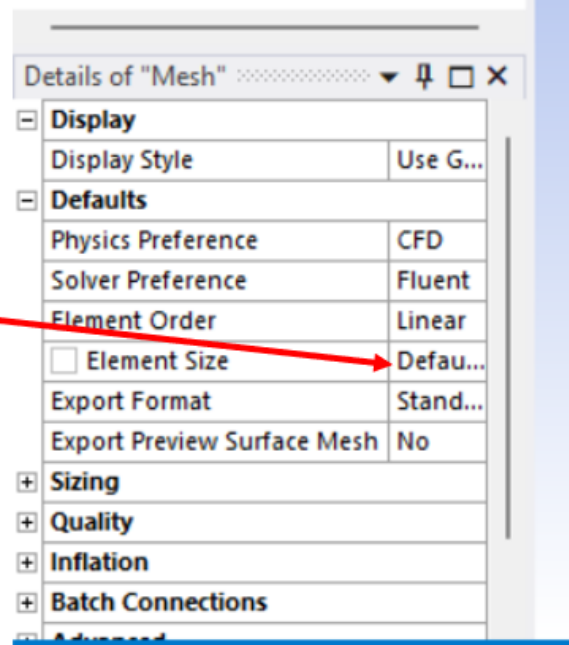 Details of "Mesh"
Display
Display Style Use G...
Defaults
Physics Preference CFD
Solver Preference Fluent
Element Order Linear
Element Size Defau...
Export Format Stand...
Export Preview Surface Mesh No
Sizing
Quality
Inflation
Batch Connections
Advanced